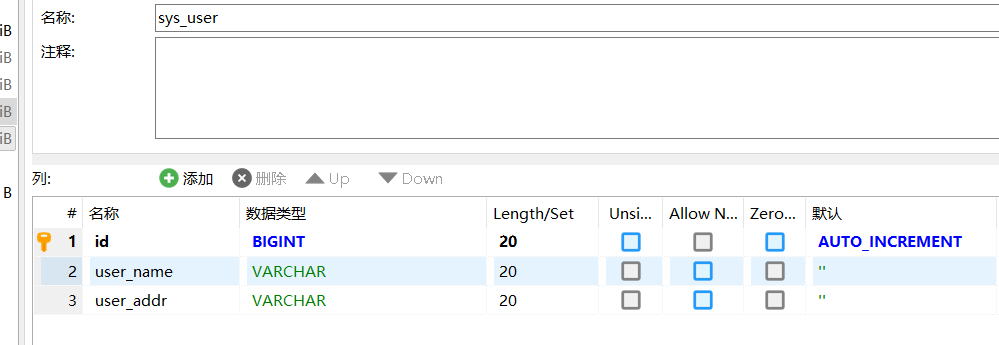 名称: sys_user
注释:
iB
iB
iB
iB
iB
B
列: 添加 删除 Up Down
# 名称 数据类型 Length/Set Unsi... Allow N... Zero... 默认
1 id BIGINT 20 AUTO_INCREMENT
2 user_name VARCHAR 20 ''
3 user_addr VARCHAR 20 ''